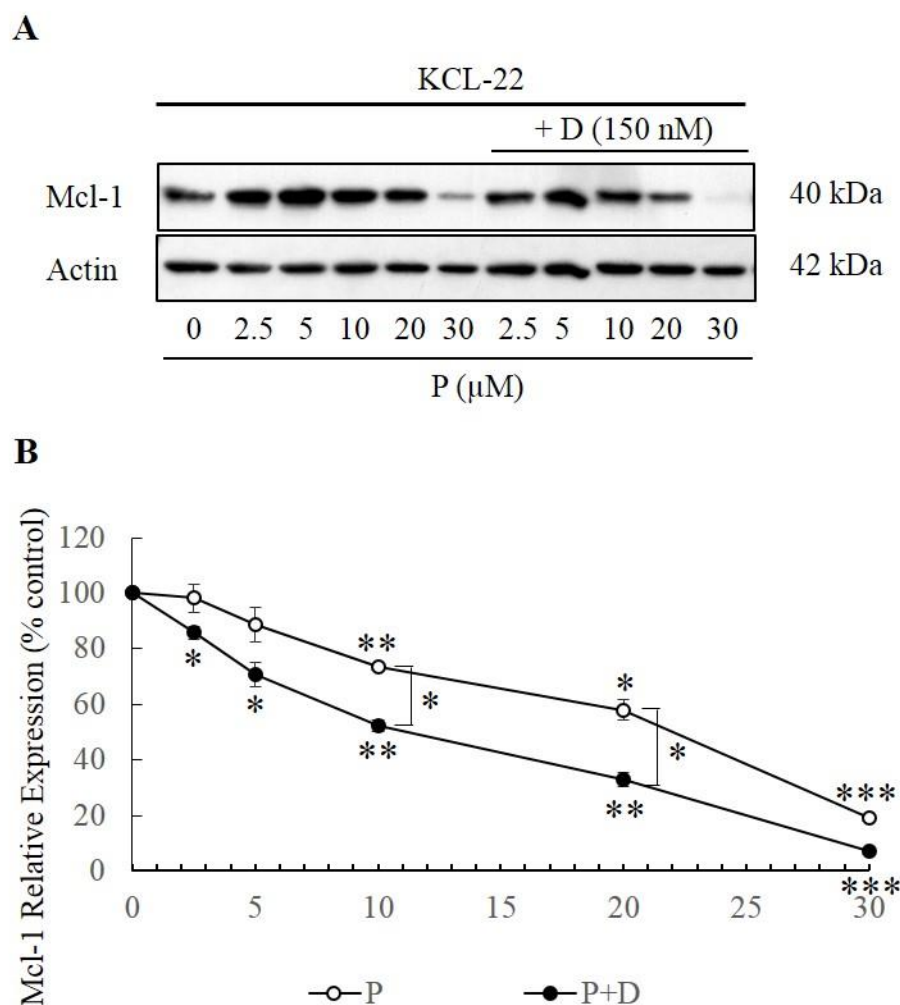 A
KCL-22
+ D (150 nM)
Mcl-1
40 kDa
Actin
42 kDa
0 2.5 5 10 20 30 2.5 5 10 20 30
P (μM)
B
Mcl-1 Relative Expression (% control)
120
100
80
60
40
20
0
*
*
**
**
*
*
**
*
***
***
0 5 10 15 20 25 30
P
P+D